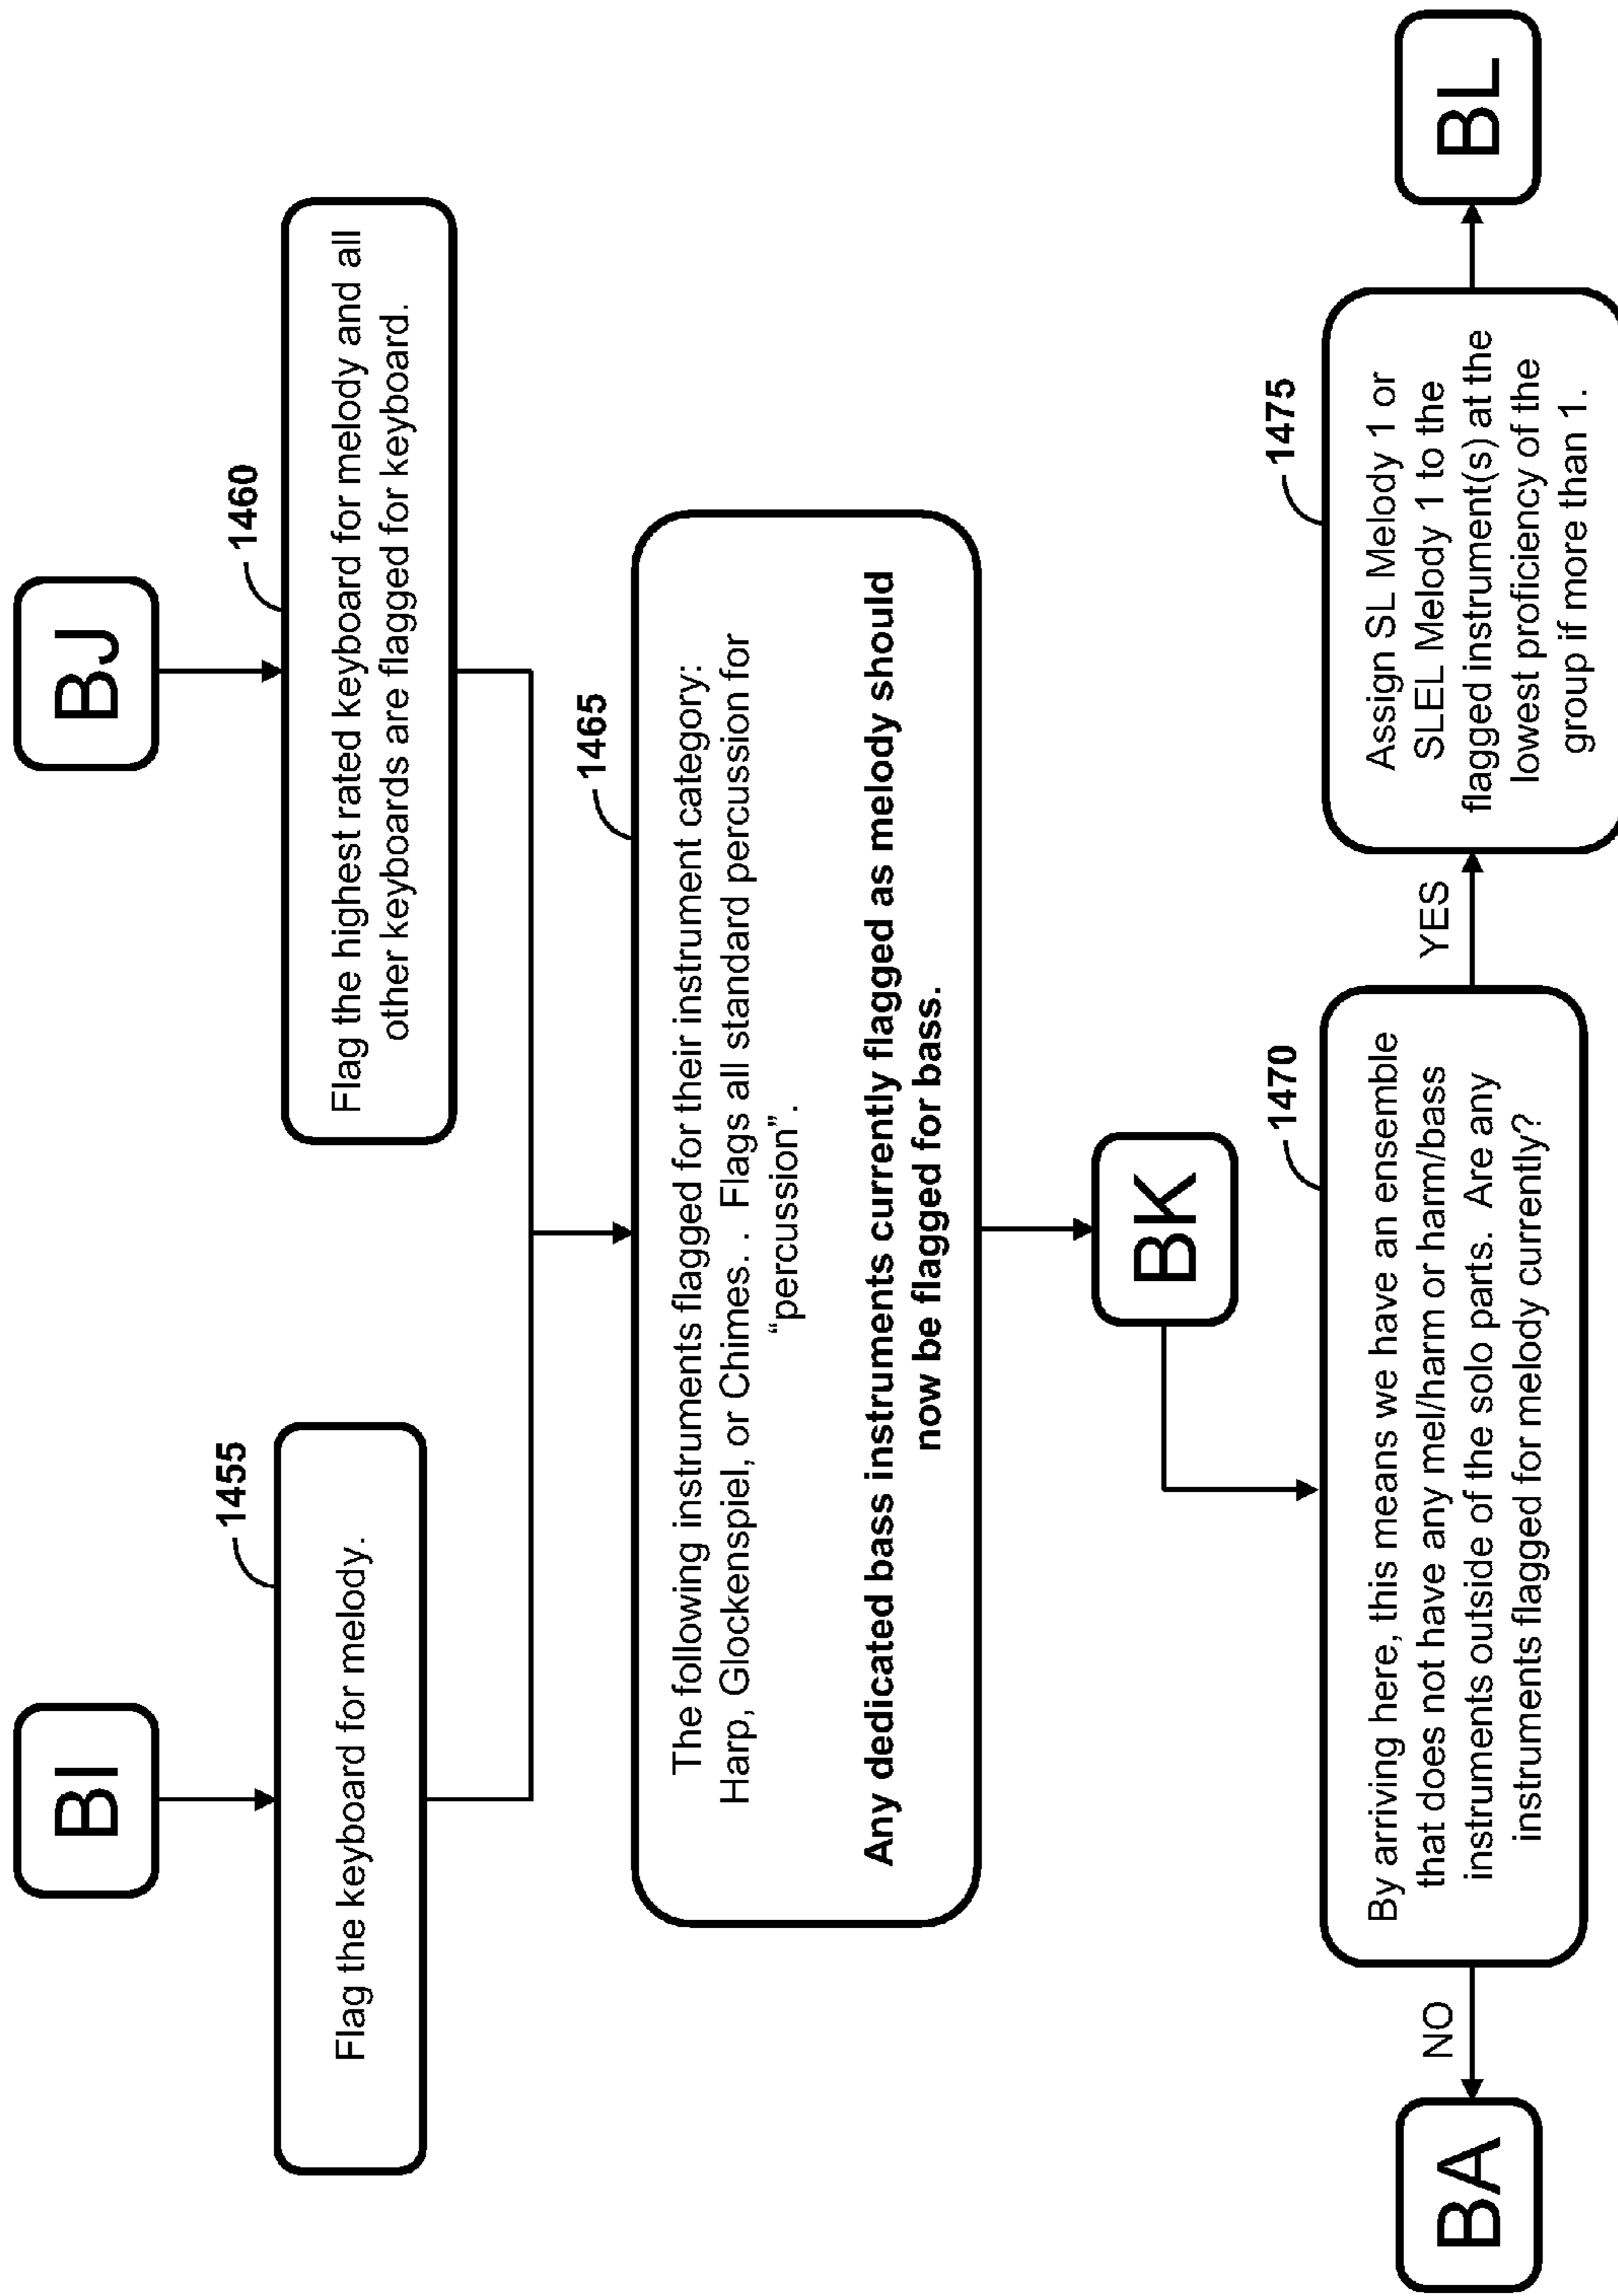 BI
BJ
1455
Flag the keyboard for melody.
1460
Flag the highest rated keyboard for melody and all
other keyboards are flagged for keyboard.
1465
The following instruments flagged for their instrument category:
Harp, Glockenspiel, or Chimes. . Flags all standard percussion for
“percussion”.
Any dedicated bass instruments currently flagged as melody should
now be flagged for bass.
BK
1470
By arriving here, this means we have an ensemble
that does not have any mel/harm or harm/bass
instruments outside of the solo parts. Are any
instruments flagged for melody currently?
NO
BA
YES
1475
Assign SL Melody 1 or
SLEL Melody 1 to the
flagged instrument(s) at the
lowest proficiency of the
group if more than 1.
BL